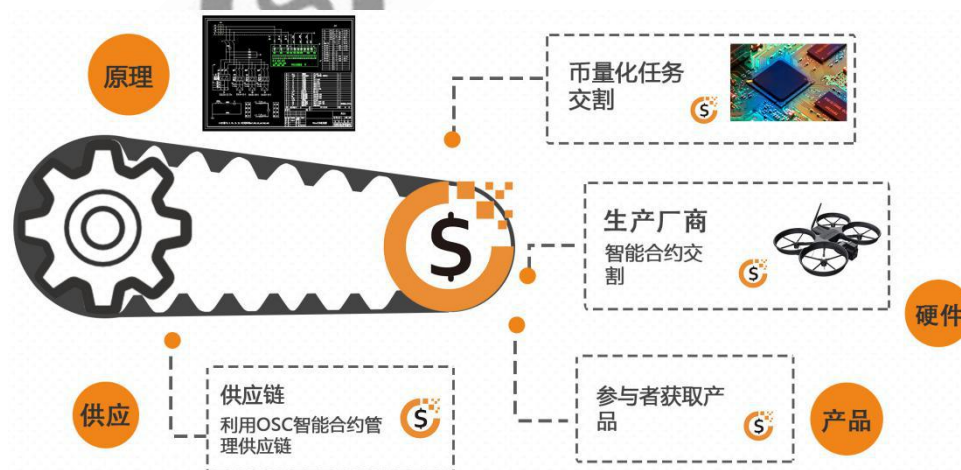 原理
币量化任务
交割
$
$
生产厂商
智能合约交
割
$
硬件
供应
供应链
利用OSC智能合约管
理供应链
$
参与者获取产
品
$
产品